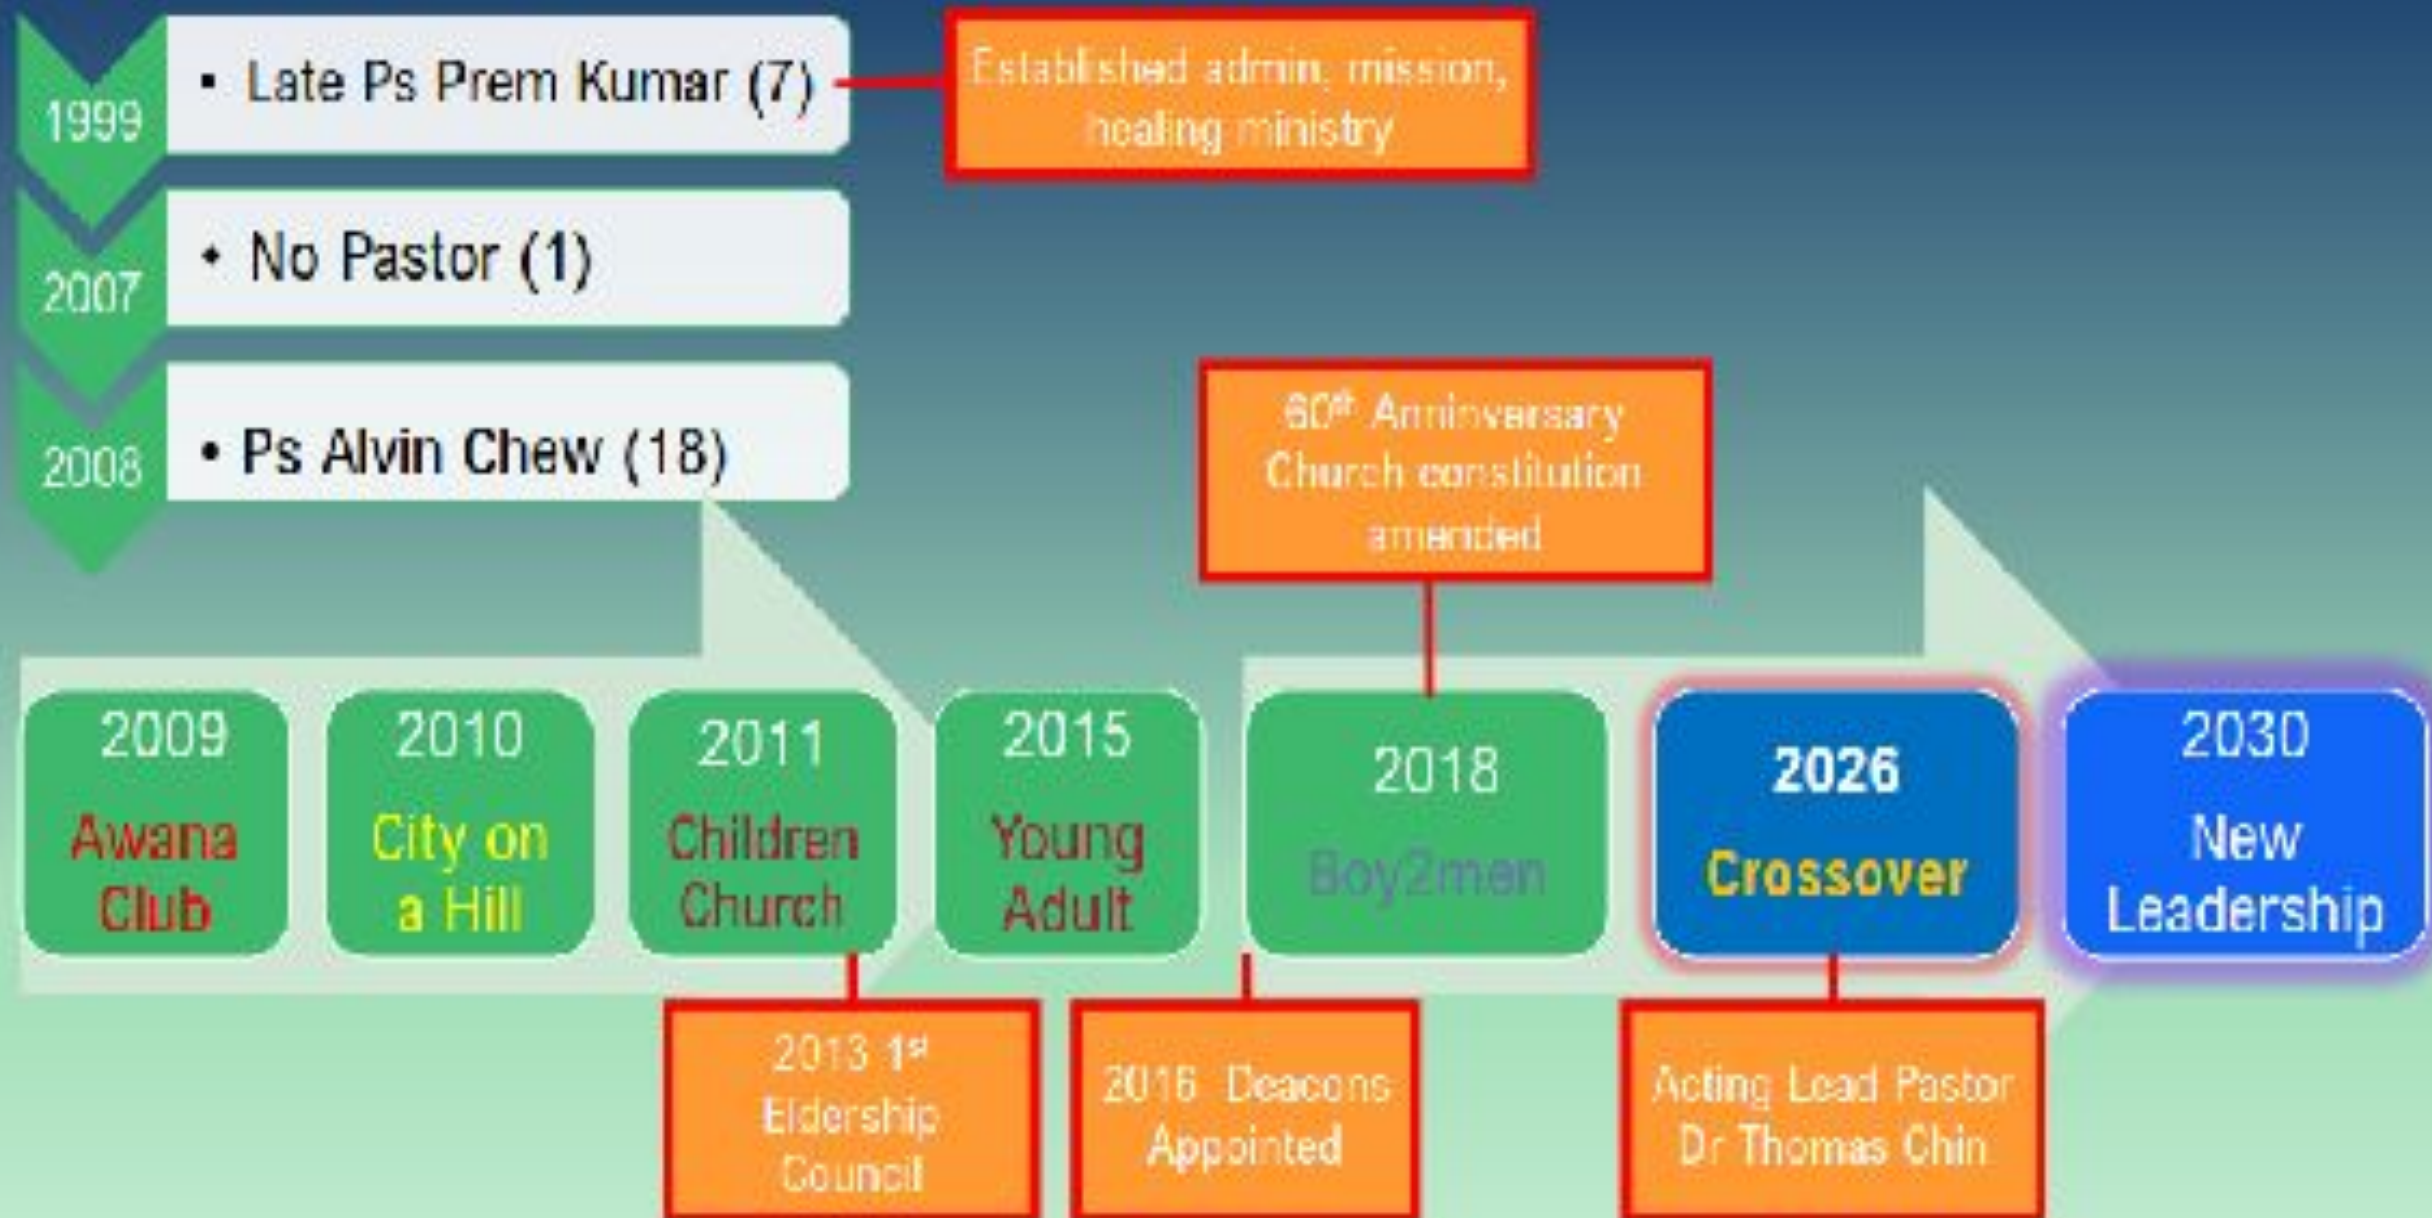 1999
• Late Ps Prem Kumar (7)
Established admin, mission,
healing ministry
2007
• No Pastor (1)
2008
• Ps Alvin Chew (18)
60th Anninversary
Church constitution
amended
2009
Awana
Club
2010
City on
a Hill
2011
Children
Church
2015
Young
Adult
2018
Boy2men
2026
Crossover
2030
New
Leadership
2013 1st
Eldership
Council
2016 Deacons
Appointed
Acting Lead Pastor
Dr Thomas Chin